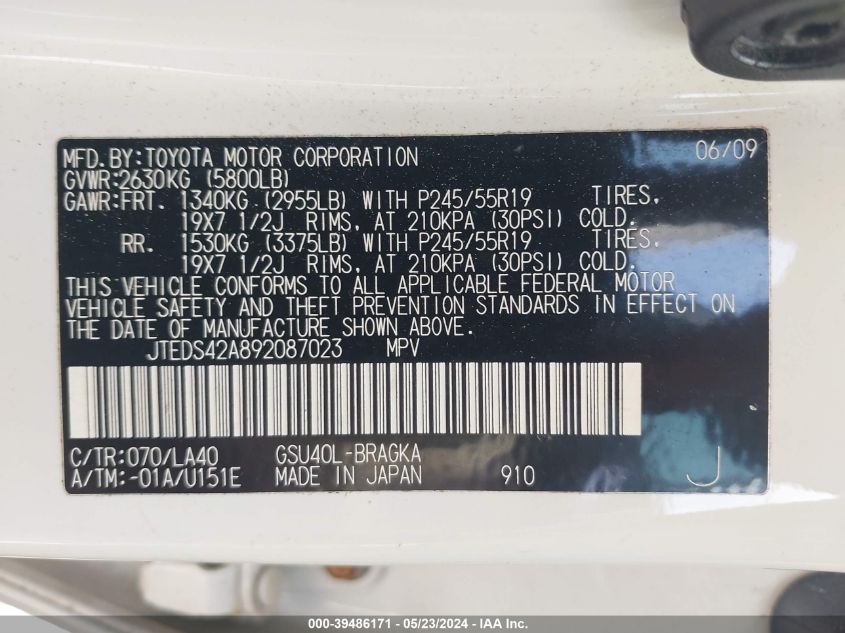 MFD.BY:TOYOTA MOTOR CORPORATION 06/09
GVWR:2630KG (5800LB)
GAWR:FRT. 1340KG (2955LB) WITH P245/55R19 TIRES,
19X7 1/2J RIMS, AT 210KPA (30PSI) COLD.
RR. 1530KG (3375LB) WITH P245/55R19 TIRES,
19X7 1/2J RIMS, AT 210KPA (30PSI) COLD.
THIS VEHICLE CONFORMS TO ALL APPLICABLE FEDERAL MOTOR
VEHICLE SAFETY AND THEFT PREVENTION STANDARDS IN EFFECT ON
THE DATE OF MANUFACTURE SHOWN ABOVE.
JTEDS42A892087023 MPV
C/TR:070/LA40 GSU40L-BRAGKA
A/TM:-01A/U151E MADE IN JAPAN 910 J
000-39486171 - 05/23/2024 - IAA Inc.